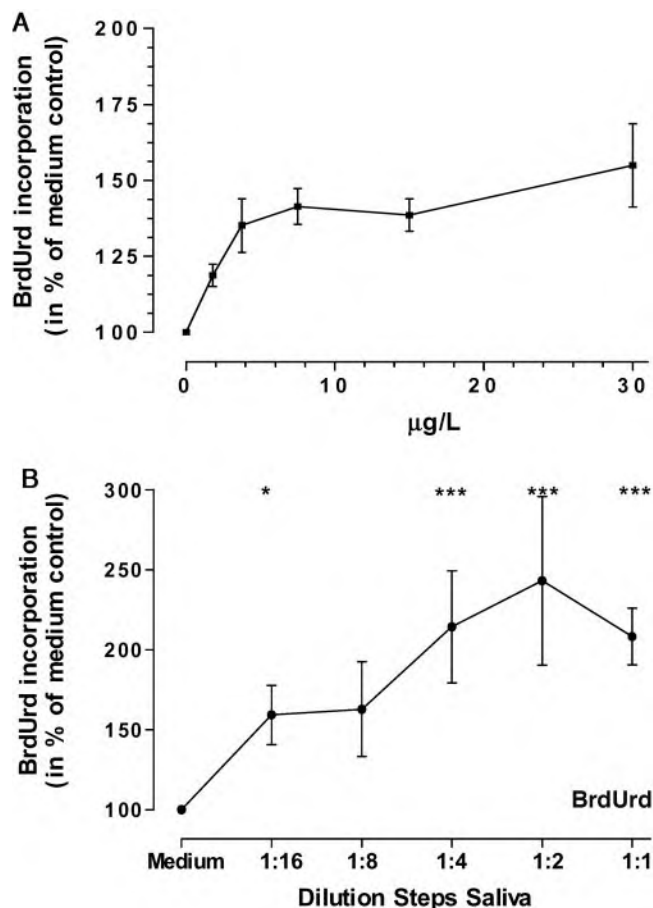 A
BrdUrd incorporation
(in % of medium control)
200
175
150
125
100
0 10 20 30
μg/L
B
BrdUrd incorporation
(in % of medium control)
300
250
200
150
100
* *** *** ***
BrdUrd
Medium 1:16 1:8 1:4 1:2 1:1
Dilution Steps Saliva